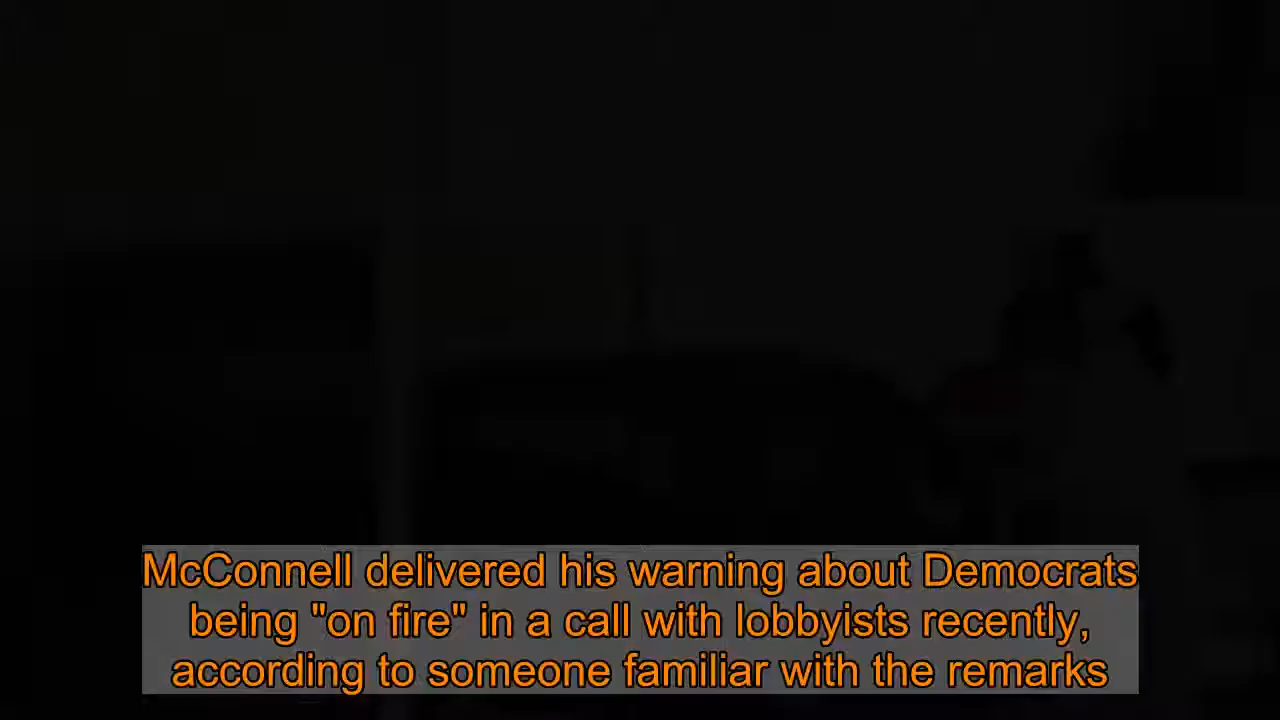 McConnell delivered his warning about Democrats
being "on fire" in a call with lobbyists recently,
according to someone familiar with the remarks